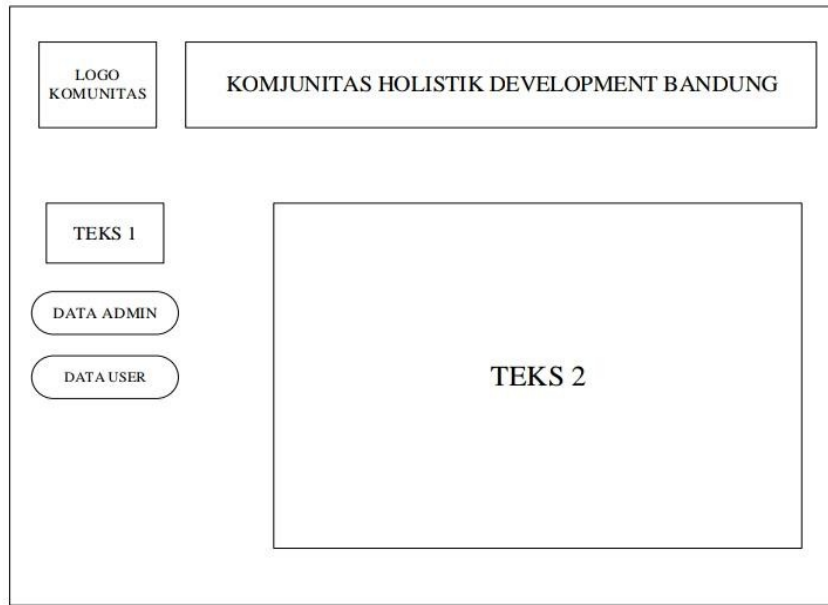 LOGO
KOMUNITAS
KOMJUNITAS HOLISTIK DEVELOPMENT BANDUNG
TEKS 1
DATA ADMIN
DATA USER
TEKS 2